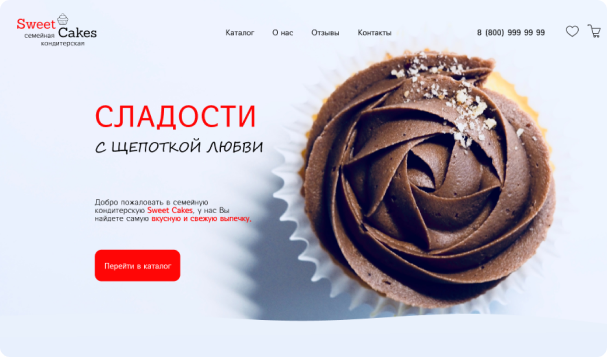 Sweet
Cakes
семейная
кондитерская
Каталог О нас Отзывы Контакты 8 (800) 999 99 99
СЛАДОСТИ
С ЩЕПОТКОЙ ЛЮБВИ
Добро пожаловать в семейную
кондитерскую Sweet Cakes, у нас Вы
найдете самую вкусную и свежую выпечку.
Перейти в каталог